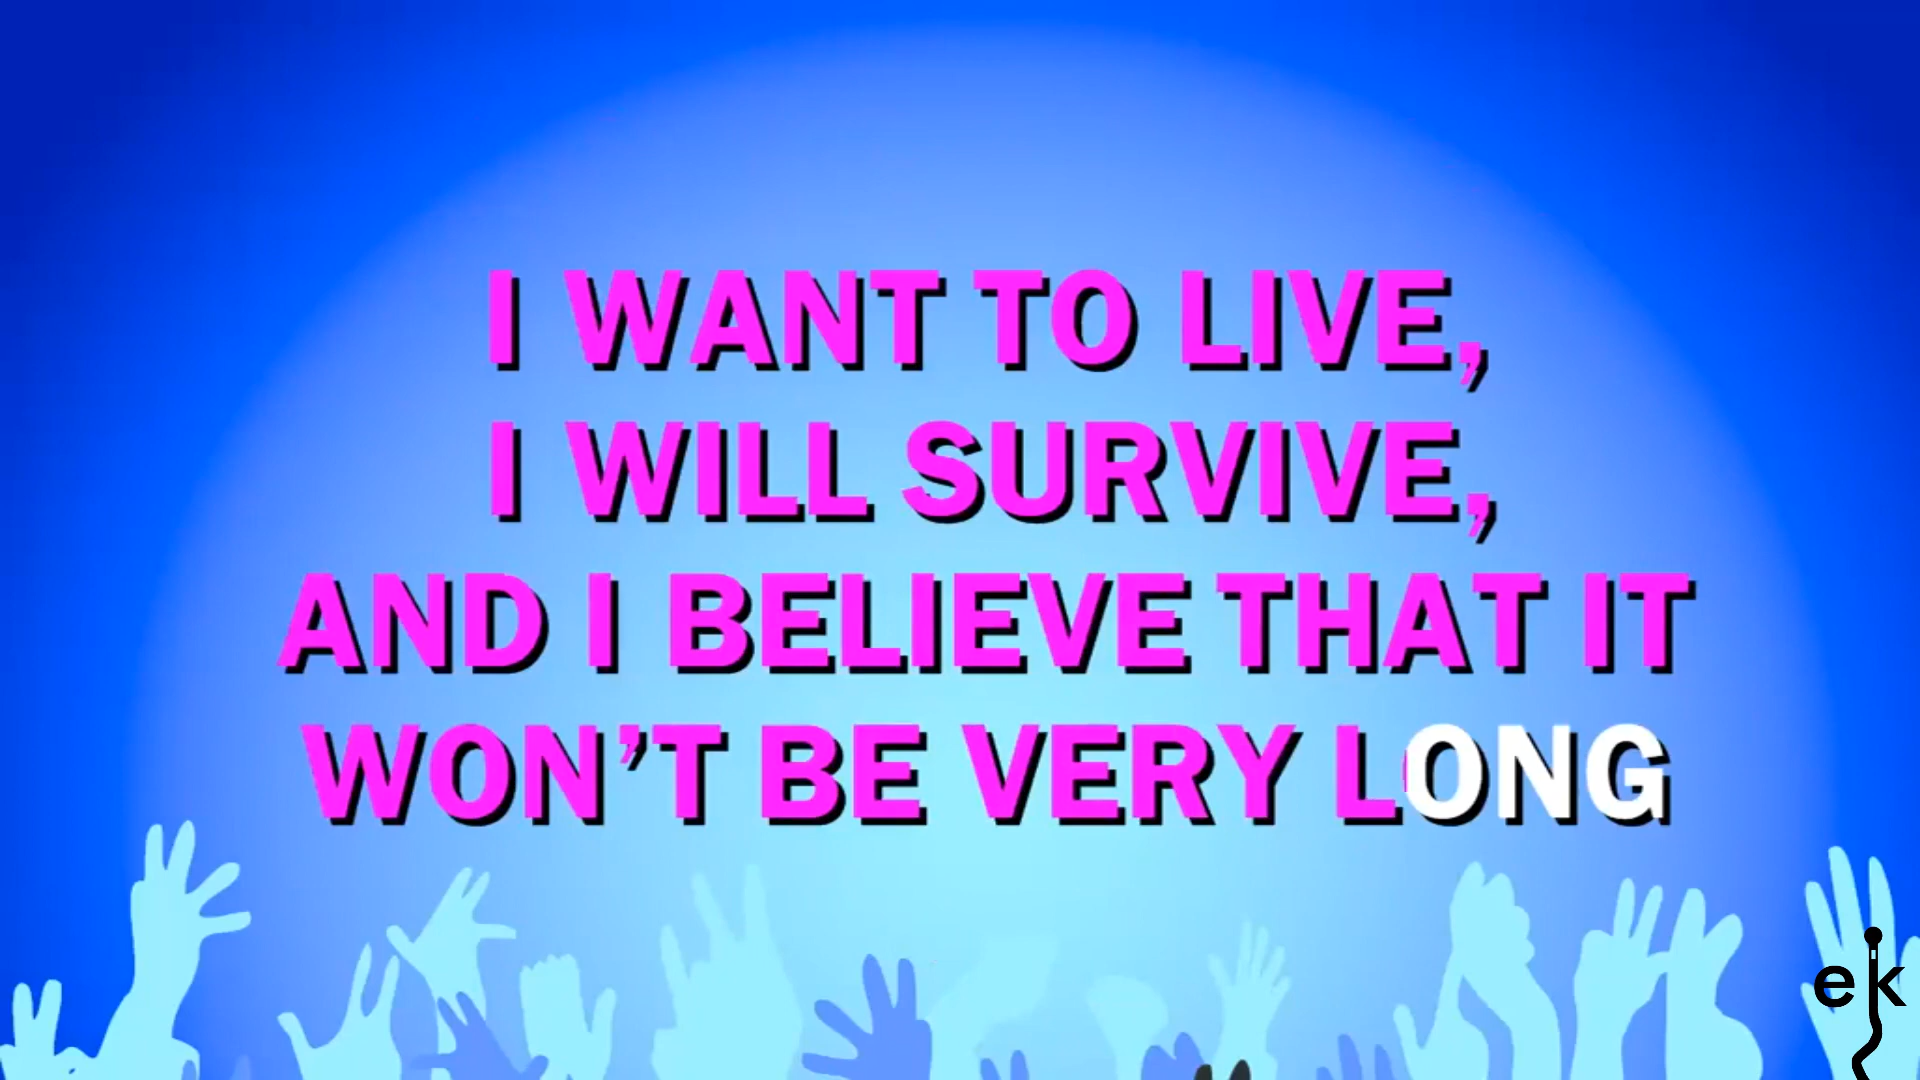 I WANT TO LIVE,
I WILL SURVIVE,
AND I BELIEVE THAT IT
WON’T BE VERY LONG
ek